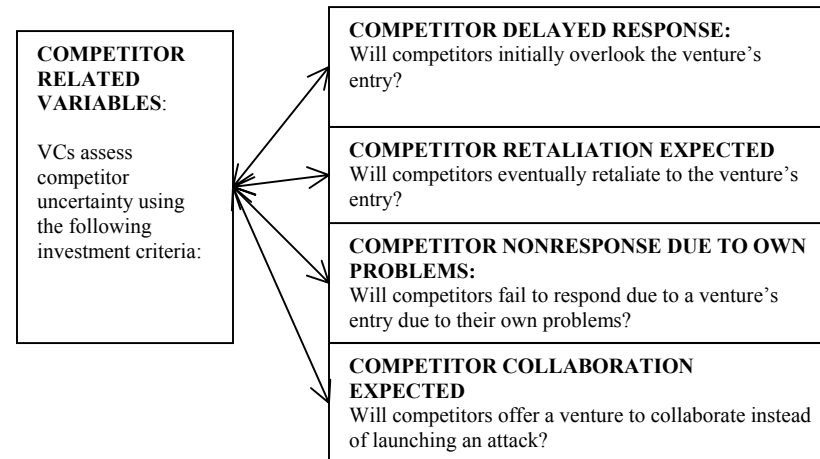 COMPETITOR
RELATED
VARIABLES:
VCs assess
competitor
uncertainty using
the following
investment criteria:
COMPETITOR DELAYED RESPONSE:
Will competitors initially overlook the venture’s
entry?
COMPETITOR RETALIATION EXPECTED
Will competitors eventually retaliate to the venture’s
entry?
COMPETITOR NONRESPONSE DUE TO OWN
PROBLEMS:
Will competitors fail to respond due to a venture’s
entry due to their own problems?
COMPETITOR COLLABORATION
EXPECTED
Will competitors offer a venture to collaborate instead
of launching an attack?